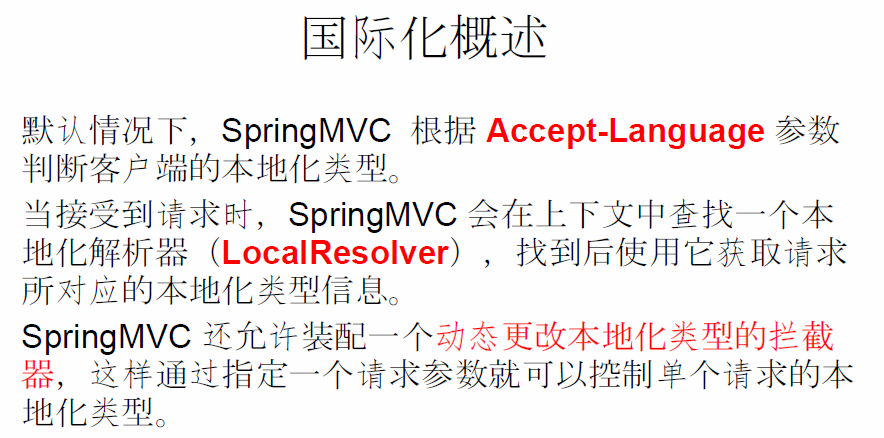 国际化概述
默认情况下，SpringMVC 根据 Accept-Language 参数
判断客户端的本地化类型。
当接受到请求时，SpringMVC 会在上下文中查找一个本
地化解析器（LocalResolver），找到后使用它获取请求
所对应的本地化类型信息。
SpringMVC 还允许装配一个动态更改本地化类型的拦截
器，这样通过指定一个请求参数就可以控制单个请求的本
地化类型。